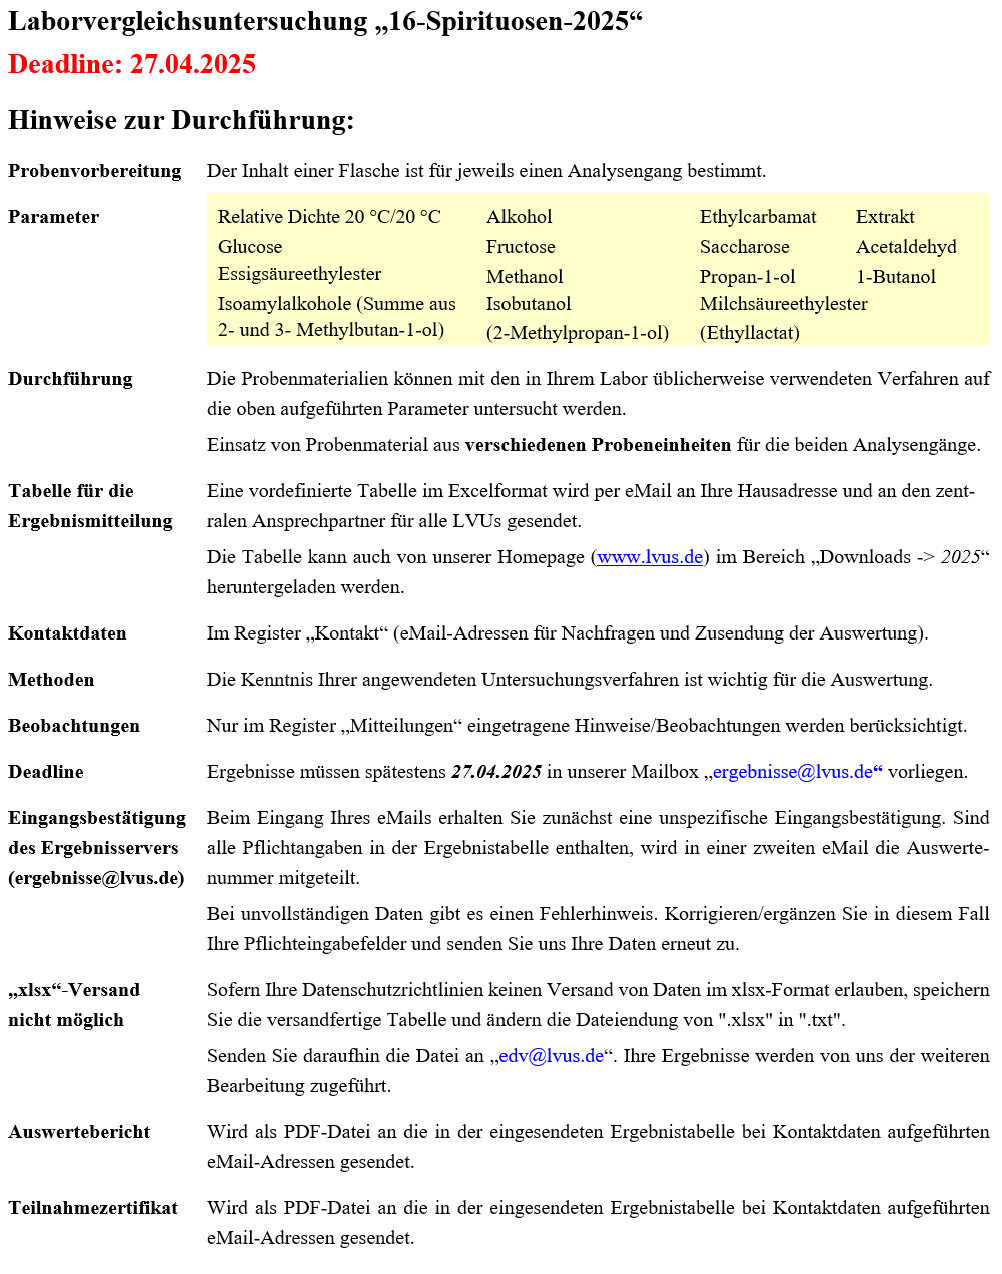 Laborvergleichsuntersuchung „16-Spirituosen-2025“
Deadline: 27.04.2025
Hinweise zur Durchführung:
Probenvorbereitung Der Inhalt einer Flasche ist für jeweils einen Analysengang bestimmt.
Parameter Relative Dichte 20 °C/20 °C Alkohol Ethylcarbamat Extrakt
Glucose Fructose Saccharose Acetaldehyd
Essigsäureethylester Methanol Propan-1-ol 1-Butanol
Isoamylalkohole (Summe aus Isobutanol Milchsäureethylester
2- und 3- Methylbutan-1-ol) (2-Methylpropan-1-ol) (Ethyllactat)
Durchführung Die Probenmaterialien können mit den in Ihrem Labor üblicherweise verwendeten Verfahren auf
die oben aufgeführten Parameter untersucht werden.
Einsatz von Probenmaterial aus verschiedenen Probeneinheiten für die beiden Analysengänge.
Tabelle für die Eine vordefinierte Tabelle im Excelformat wird per eMail an Ihre Hausadresse und an den zent-
Ergebnismitteilung ralen Ansprechpartner für alle LVUs gesendet.
Die Tabelle kann auch von unserer Homepage (www.lvus.de) im Bereich „Downloads -> 2025“
heruntergeladen werden.
Kontaktdaten Im Register „Kontakt“ (eMail-Adressen für Nachfragen und Zusendung der Auswertung).
Methoden Die Kenntnis Ihrer angewendeten Untersuchungsverfahren ist wichtig für die Auswertung.
Beobachtungen Nur im Register „Mitteilungen“ eingetragene Hinweise/Beobachtungen werden berücksichtigt.
Deadline Ergebnisse müssen spätestens 27.04.2025 in unserer Mailbox „ergebnisse@lvus.de“ vorliegen.
Eingangsbestätigung Beim Eingang Ihres eMails erhalten Sie zunächst eine unspezifische Eingangsbestätigung. Sind
des Ergebnisservers alle Pflichtangaben in der Ergebnistabelle enthalten, wird in einer zweiten eMail die Auswerte-
(ergebnisse@lvus.de) nummer mitgeteilt.
Bei unvollständigen Daten gibt es einen Fehlerhinweis. Korrigieren/ergänzen Sie in diesem Fall
Ihre Pflichteingabefelder und senden Sie uns Ihre Daten erneut zu.
„xlsx“-Versand Sofern Ihre Datenschutzrichtlinien keinen Versand von Daten im xlsx-Format erlauben, speichern
nicht möglich Sie die versandfertige Tabelle und ändern die Dateiendung von ".xlsx" in ".txt".
Senden Sie daraufhin die Datei an „edv@lvus.de“. Ihre Ergebnisse werden von uns der weiteren
Bearbeitung zugeführt.
Auswertebericht Wird als PDF-Datei an die in der eingesendeten Ergebnistabelle bei Kontaktdaten aufgeführten
eMail-Adressen gesendet.
Teilnahmezertifikat Wird als PDF-Datei an die in der eingesendeten Ergebnistabelle bei Kontaktdaten aufgeführten
eMail-Adressen gesendet.